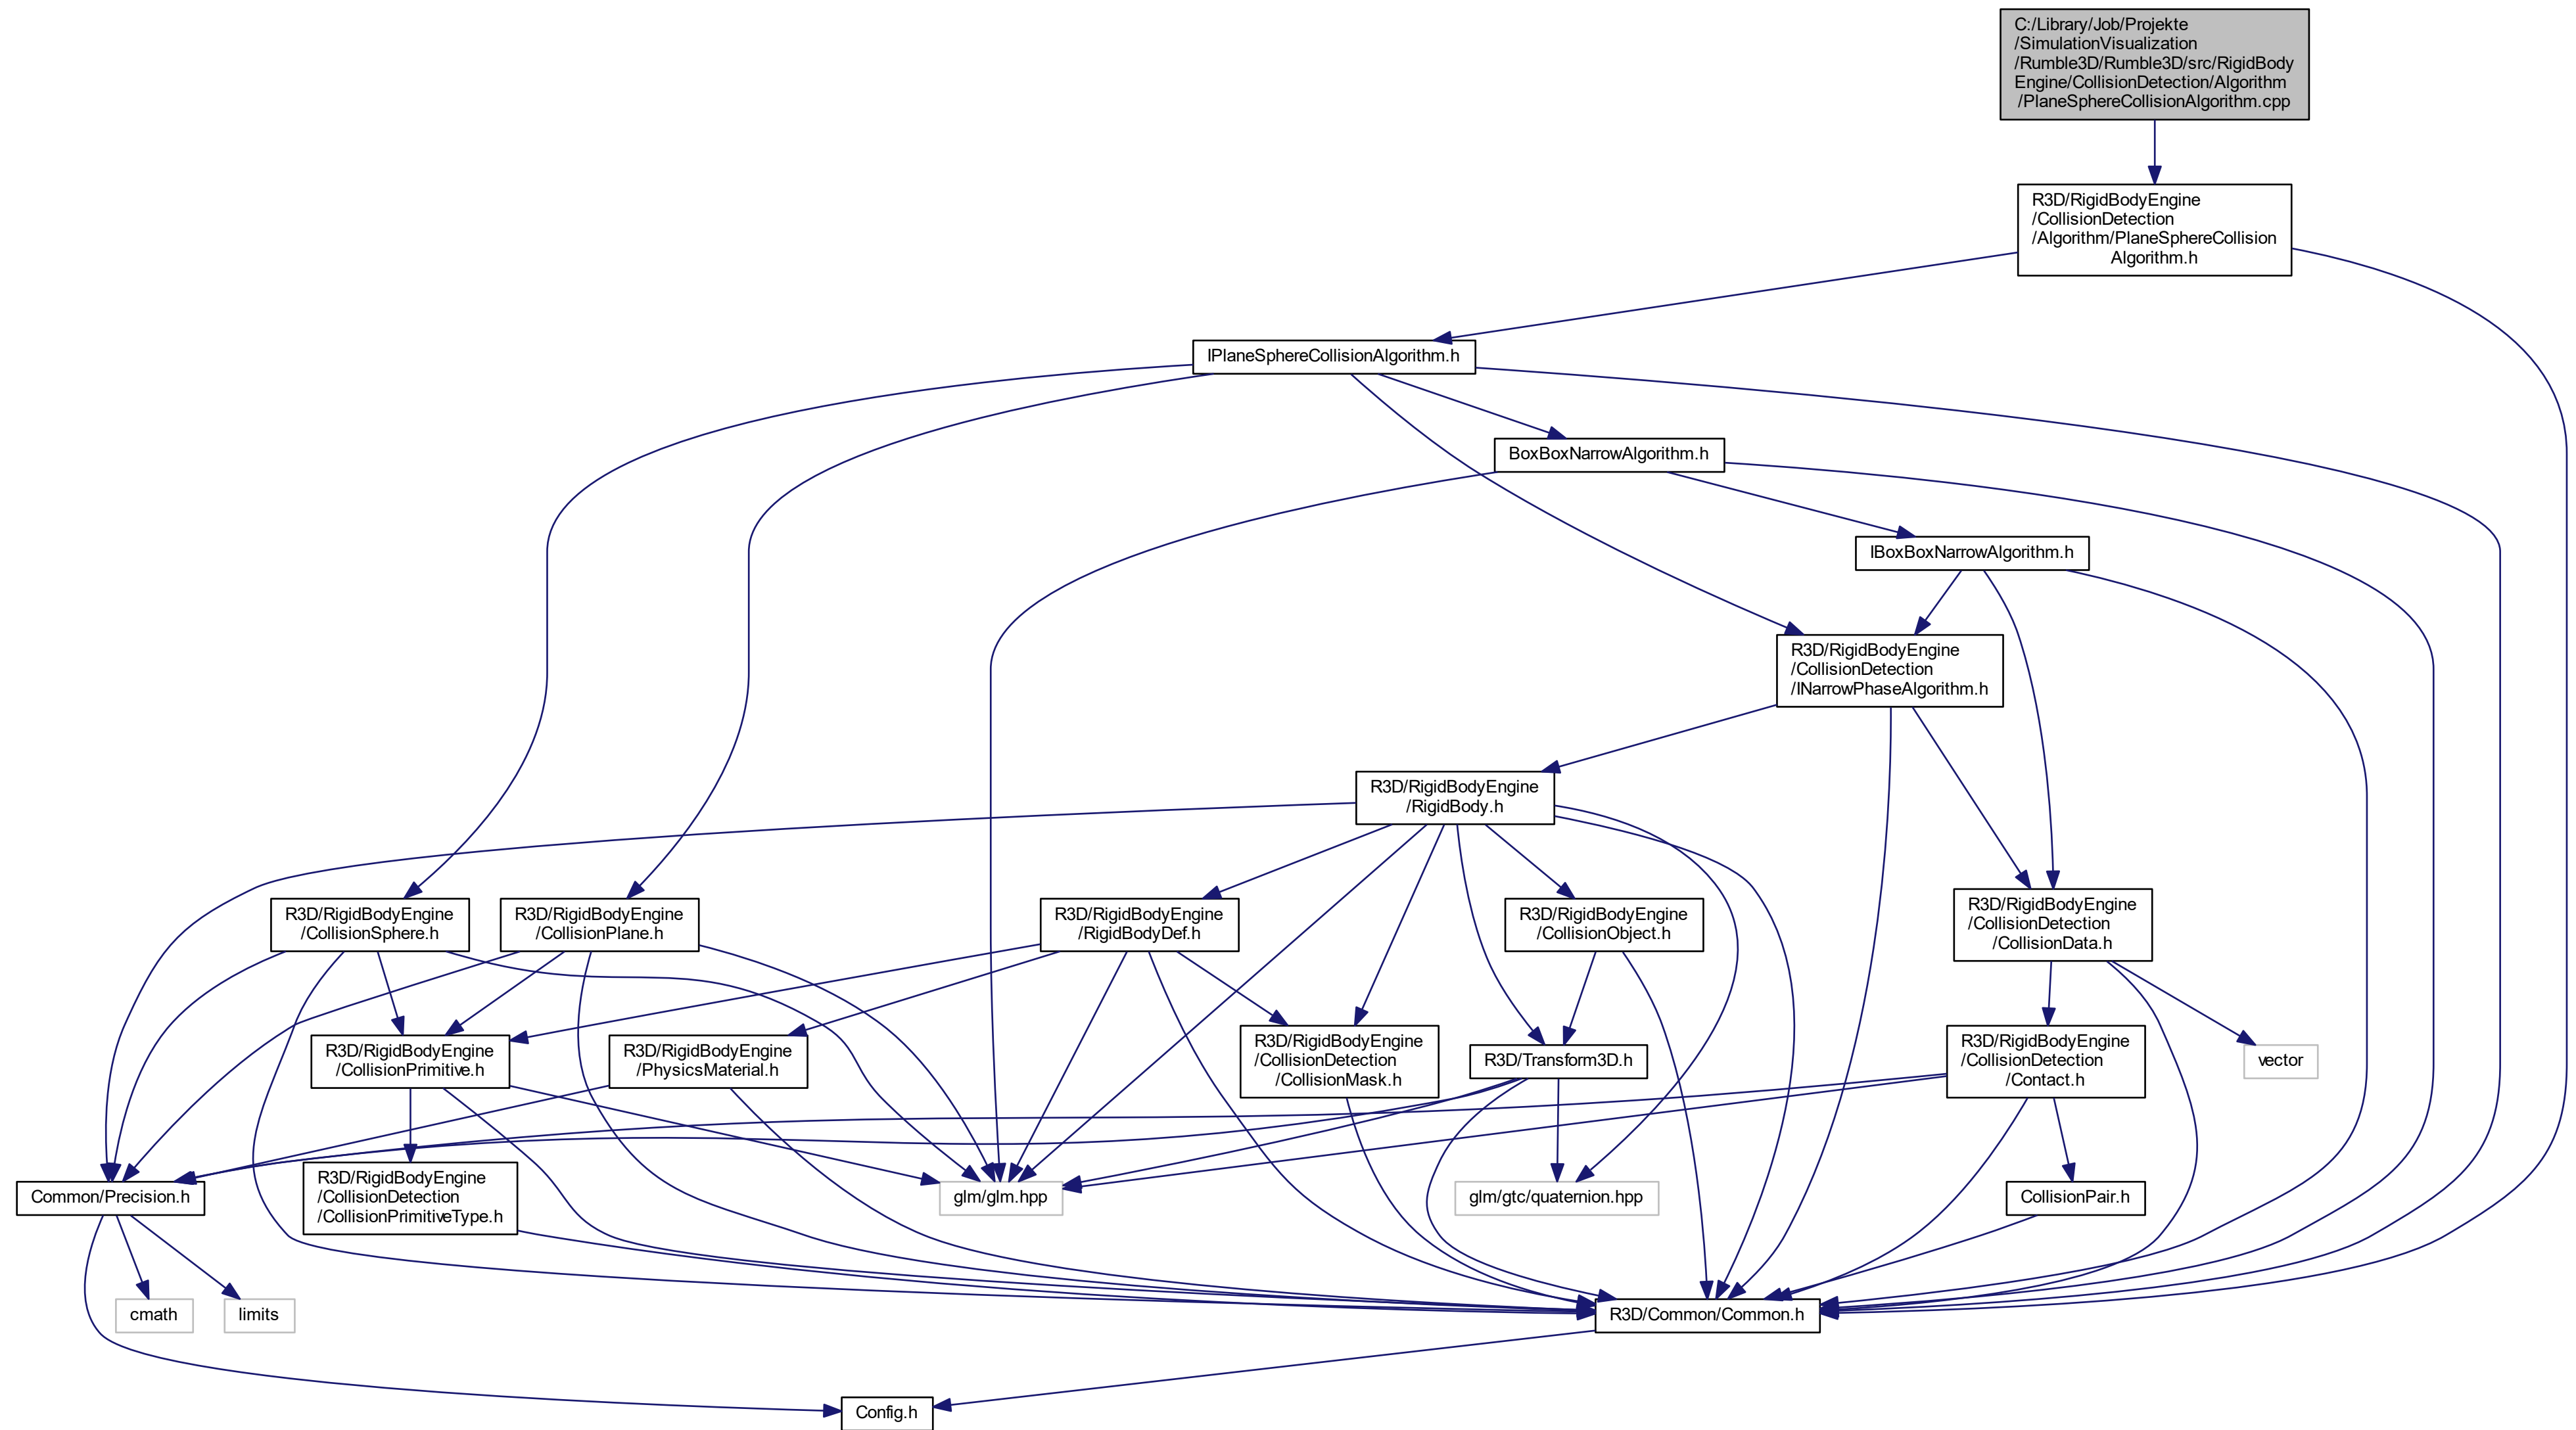 C:/Library/Job/Projekte
/SimulationVisualization
/Rumble3D/Rumble3D/src/RigidBody
Engine/CollisionDetection/Algorithm
/PlaneSphereCollisionAlgorithm.cpp
R3D/RigidBodyEngine
/CollisionDetection
/Algorithm/PlaneSphereCollision
Algorithm.h
IPlaneSphereCollisionAlgorithm.h
BoxBoxNarrowAlgorithm.h
IBoxBoxNarrowAlgorithm.h
R3D/RigidBodyEngine
/CollisionDetection
/INarrowPhaseAlgorithm.h
R3D/RigidBodyEngine
/RigidBody.h
R3D/RigidBodyEngine
/CollisionSphere.h
R3D/RigidBodyEngine
/CollisionPlane.h
R3D/RigidBodyEngine
/RigidBodyDef.h
R3D/RigidBodyEngine
/CollisionObject.h
R3D/RigidBodyEngine
/CollisionDetection
/CollisionData.h
R3D/RigidBodyEngine
/CollisionPrimitive.h
R3D/RigidBodyEngine
/PhysicsMaterial.h
R3D/RigidBodyEngine
/CollisionDetection
/CollisionMask.h
R3D/Transform3D.h
R3D/RigidBodyEngine
/CollisionDetection
/Contact.h
vector
Common/Precision.h
R3D/RigidBodyEngine
/CollisionDetection
/CollisionPrimitiveType.h
glm/glm.hpp
glm/gtc/quaternion.hpp
CollisionPair.h
cmath
limits
R3D/Common/Common.h
Config.h